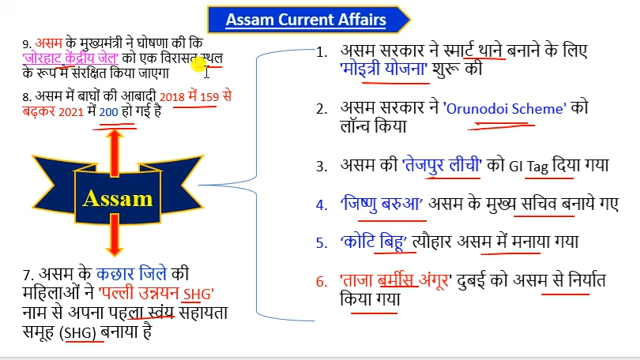 Assam Current Affairs
9. असम के मुख्यमंत्री ने घोषणा की कि
'जोरहाट केंद्रीय जेल' को एक विरासत स्थल
के रूप में संरक्षित किया जाएगा
8. असम में बाघों की आबादी 2018 में 159 से
बढ़कर 2021 में 200 हो गई है
Assam
7. असम के कछार जिले की
महिलाओं ने 'पल्ली उन्नयन SHG'
नाम से अपना पहला स्वंय सहायता
समूह (SHG) बनाया है
1. असम सरकार ने स्मार्ट थाने बनाने के लिए
'मोइत्री योजना' शुरू की
2. असम सरकार ने 'Orunodoi Scheme' को
लॉन्च किया
3. असम की 'तेजपुर लीची' को GI Tag दिया गया
4. 'जिष्णु बरुआ' असम के मुख्य सचिव बनाये गए
5. 'कोटि बिहू' त्यौहार असम में मनाया गया
6. 'ताजा बर्मीस अंगूर' दुबई को असम से निर्यात
किया गया